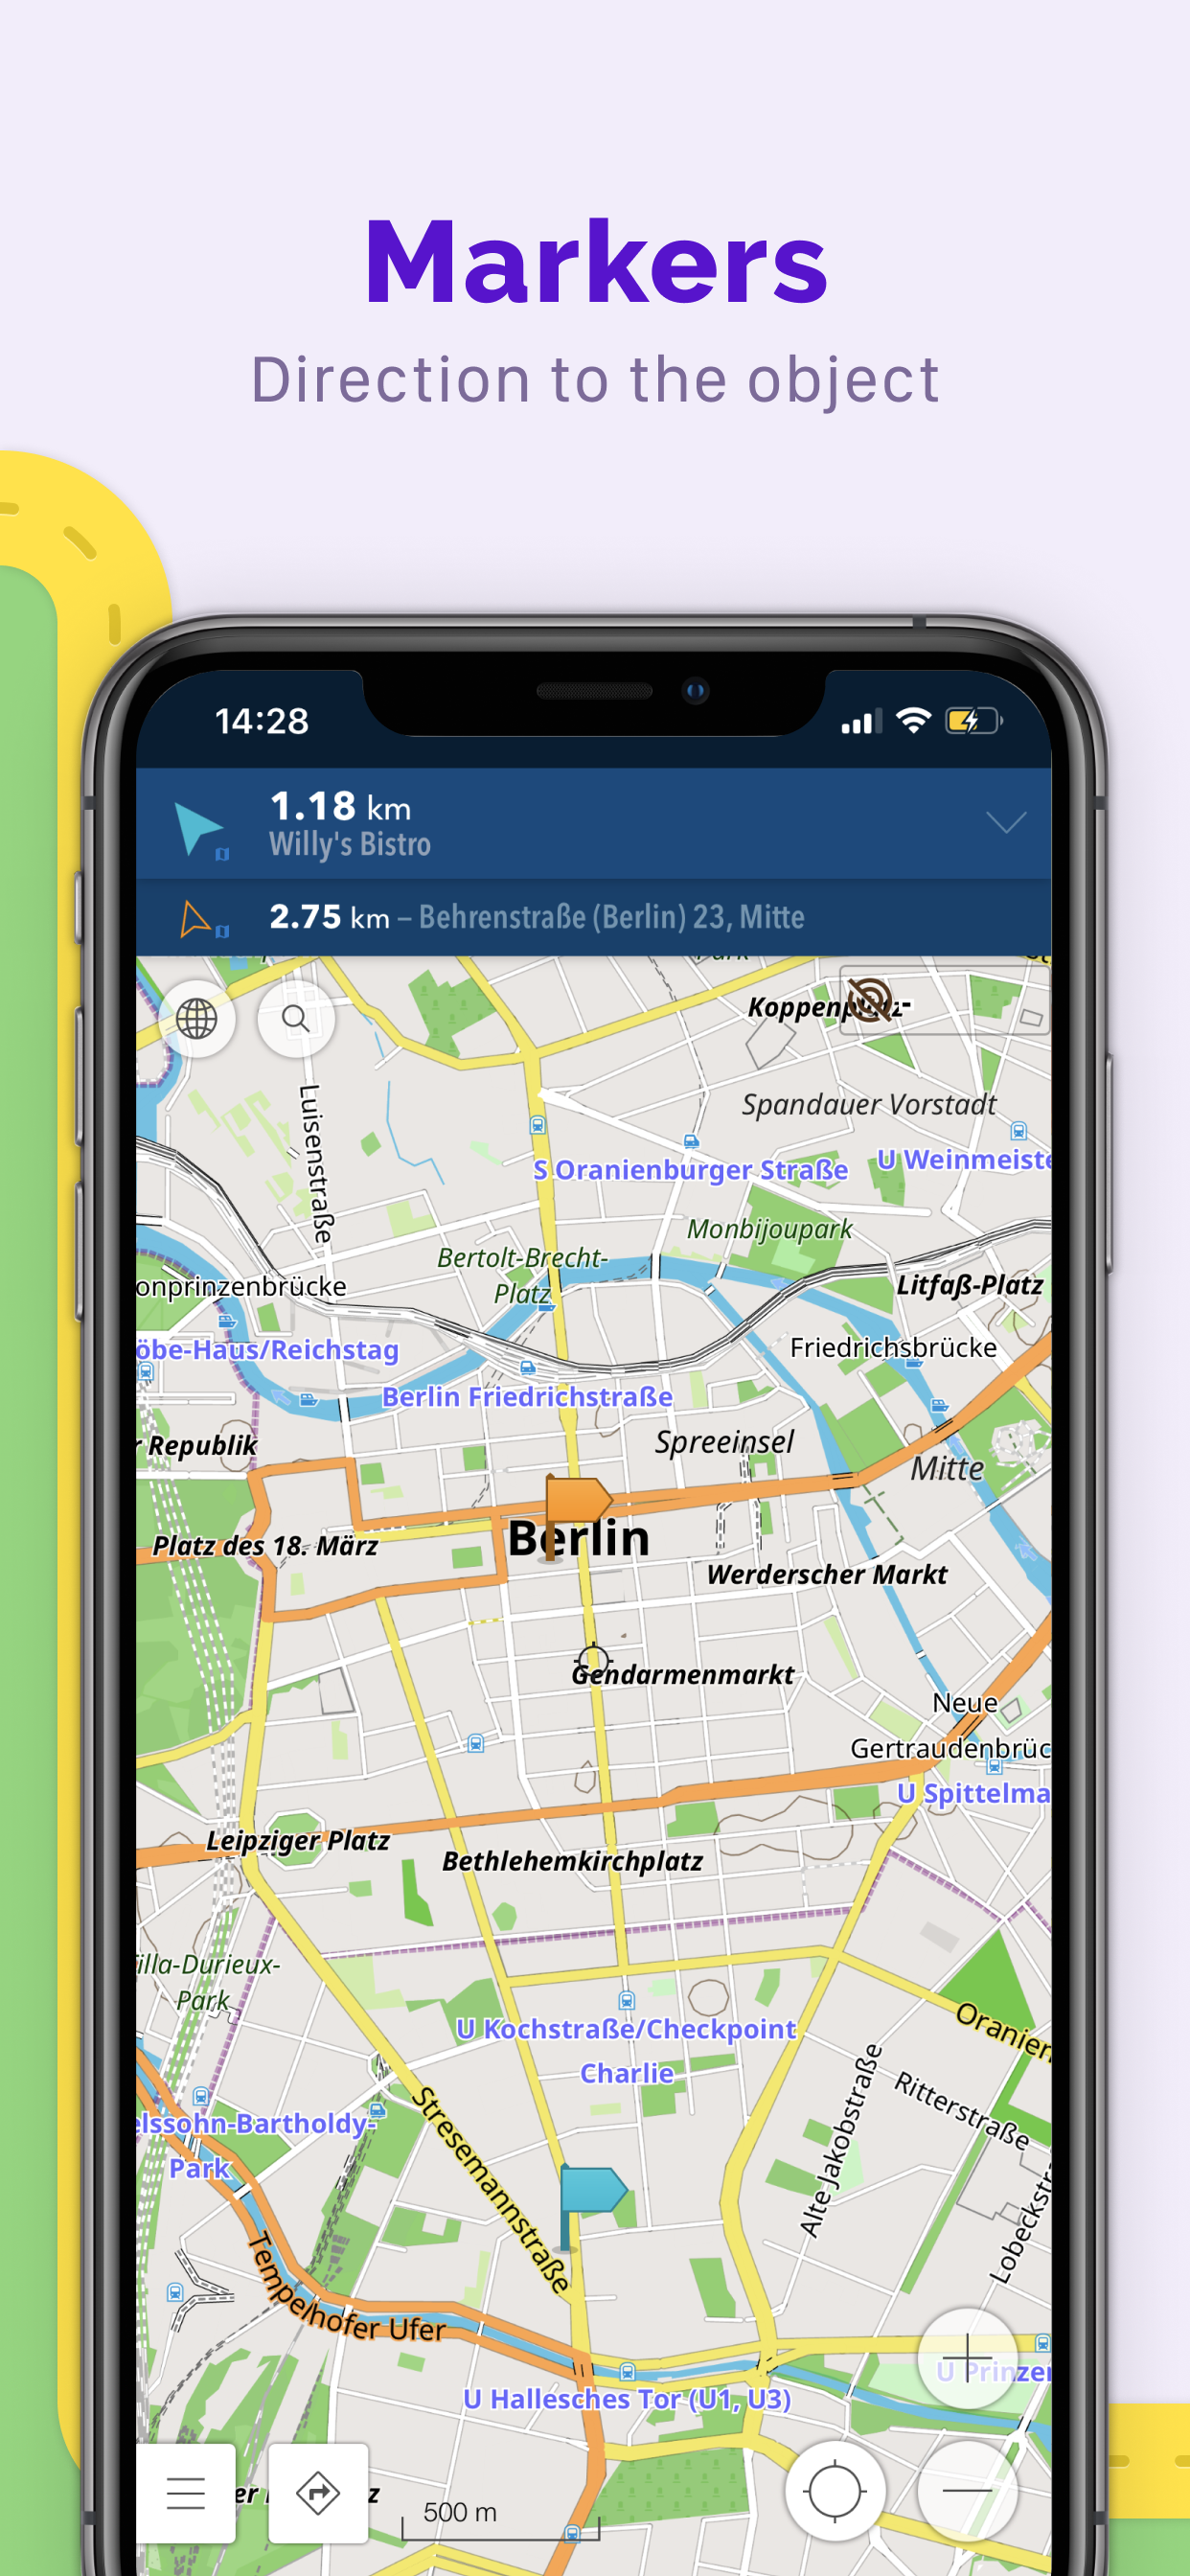 Markers
Direction to the object
14:28
1.18 km
Willy's Bistro
2.75 km – Behrenstraße (Berlin) 23, Mitte
Luisenstraße
Spandauer Vorstadt
S Oranienburger Straße
U Weinmeiste
Monbijoupark
Bertolt-Brecht-
Platz
onprinzenbrücke
Litfaß-Platz
Friedrichsbrücke
öbe-Haus/Reichstag
Berlin Friedrichstraße
Spreeinsel
r Republik
Mitte
Berlin
Platz des 18. März
Werderscher Markt
Gendarmenmarkt
Neue
Gertraudenbrüc
U Spittelma
Leipziger Platz
Bethlehemkirchplatz
illa-Durieux-
Park
Oranien
U Kochstraße/Checkpoint
Charlie
Ritterstraße
Alte Jakobstraße
Stresemannstraße
elssohn-Bartholdy-
Park
Lobeckstr
Tempelhofer Ufer
U Prinzer
U Hallesches Tor (U1, U3)
500 m